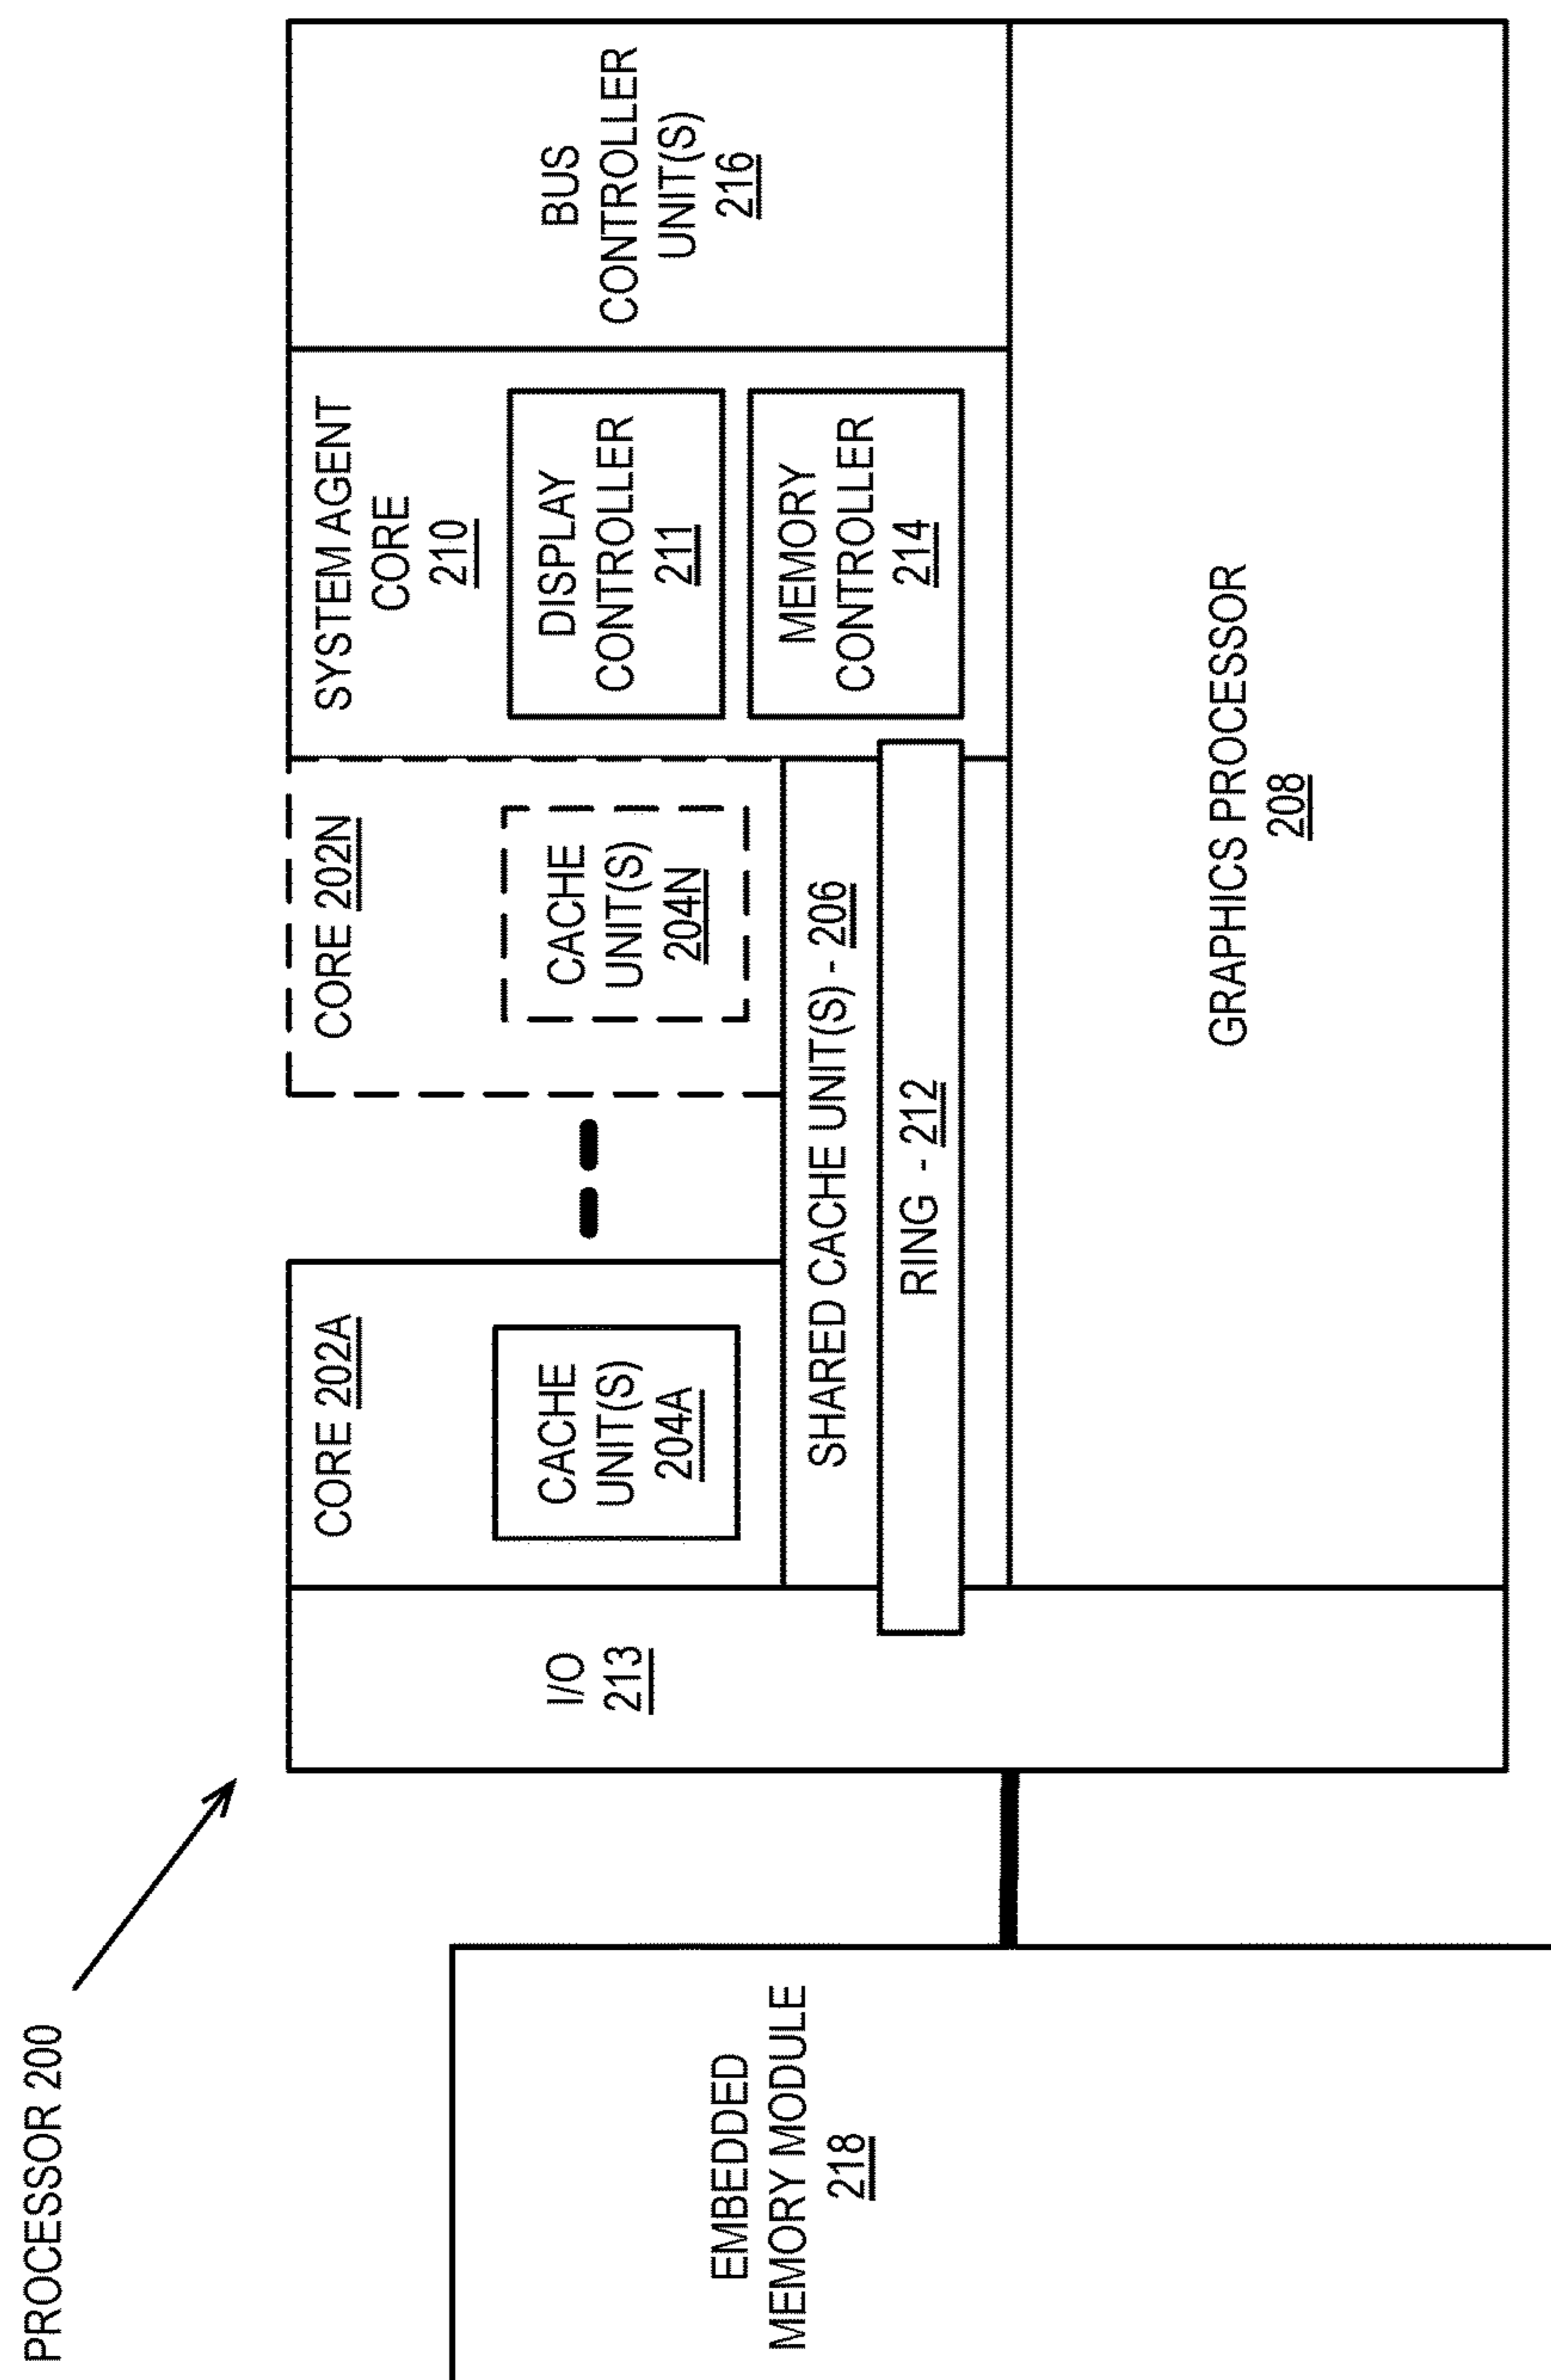 PROCESSOR 200
EMBEDDED
MEMORY MODULE
218
I/O
213
CORE 202A
CACHE
UNIT(S)
204A
CORE 202N
CACHE
UNIT(S)
204N
SHARED CACHE UNIT(S) - 206
RING - 212
SYSTEM AGENT
CORE
210
DISPLAY
CONTROLLER
211
MEMORY
CONTROLLER
214
BUS
CONTROLLER
UNIT(S)
216
GRAPHICS PROCESSOR
208